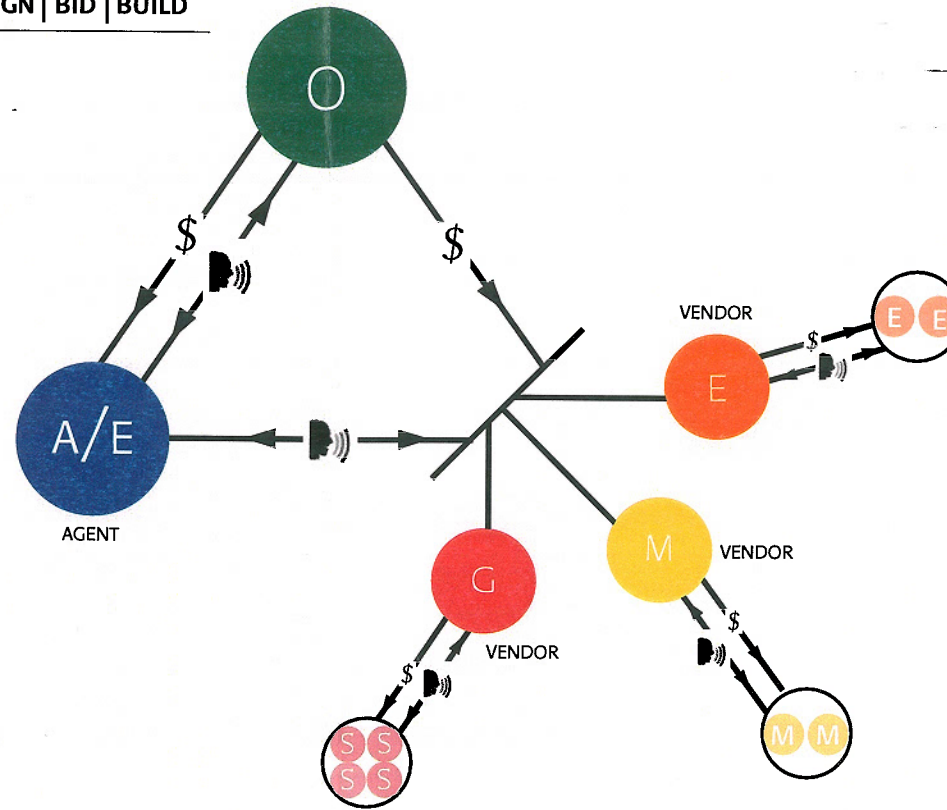 GN | BID | BUILD
O
$
$
VENDOR
E
$
E E
A/E
AGENT
M
VENDOR
G
VENDOR
$
$
S S
S S
M M